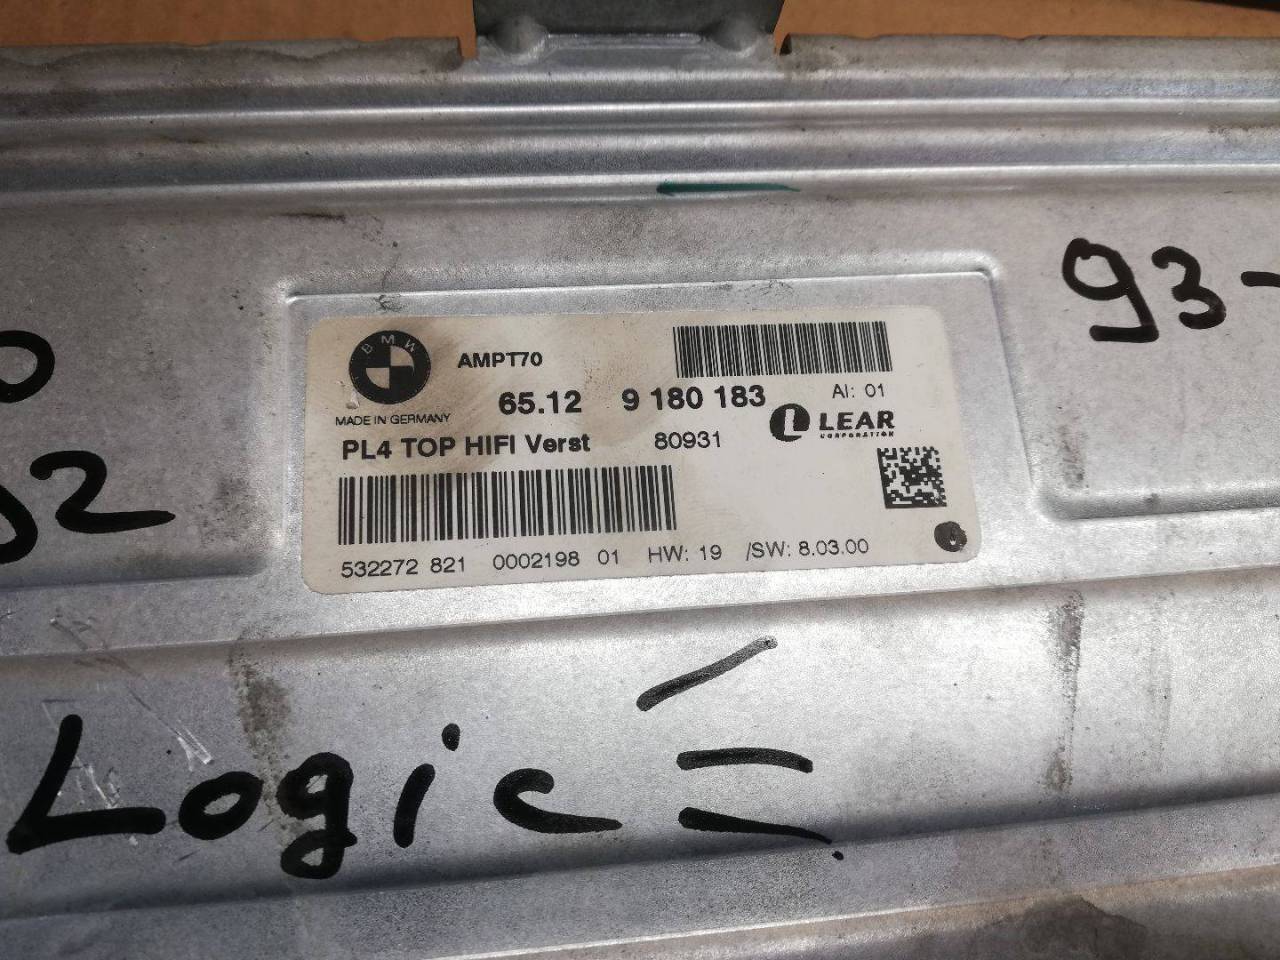 93-
BMW
AMPT70
65.12 9 180 183
AI: 01
MADE IN GERMANY
LEAR
CORPORATION
PL4 TOP HIFI Verst 80931
532272 821 0002198 01 HW: 19 /SW: 8.03.00
Logic